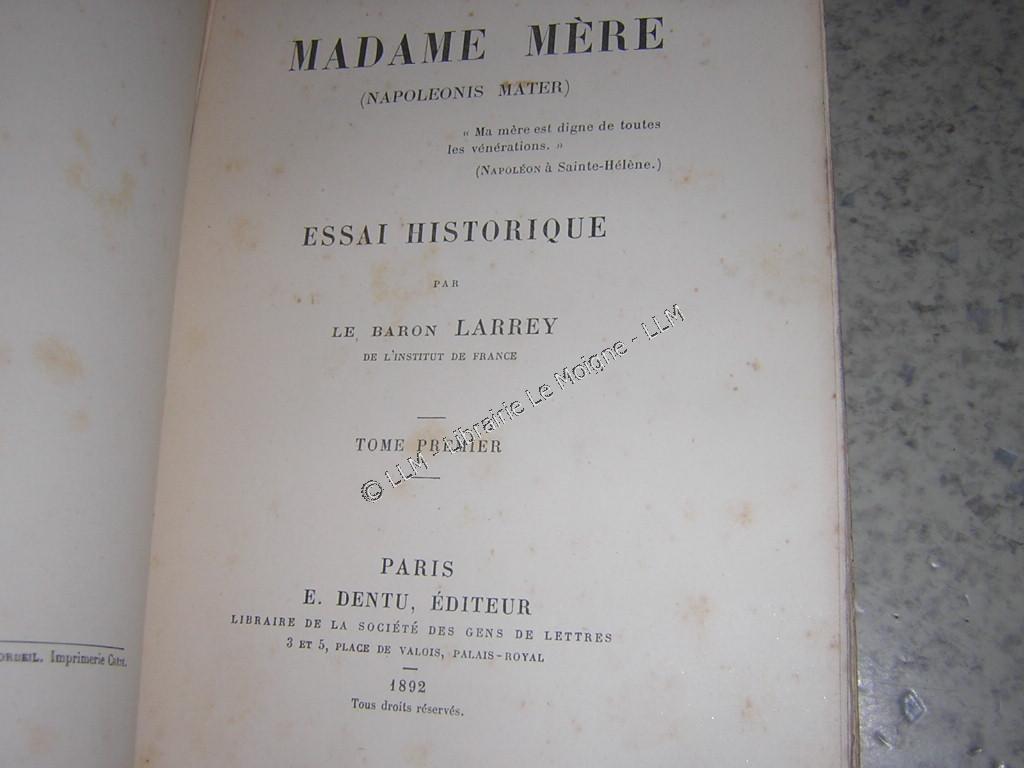 MADAME MÈRE
(NAPOLEONIS MATER)
« Ma mère est digne de toutes
les vénérations. »
(NAPOLÉON à Sainte-Hélène.)
ESSAI HISTORIQUE
PAR
LE BARON LARREY
DE L'INSTITUT DE FRANCE
TOME PREMIER
© LLM - Librairie Le Moigne - LLM
PARIS
E. DENTU, ÉDITEUR
LIBRAIRE DE LA SOCIÉTÉ DES GENS DE LETTRES
3 ET 5, PLACE DE VALOIS, PALAIS-ROYAL
1892
Tous droits réservés.
Imprimerie